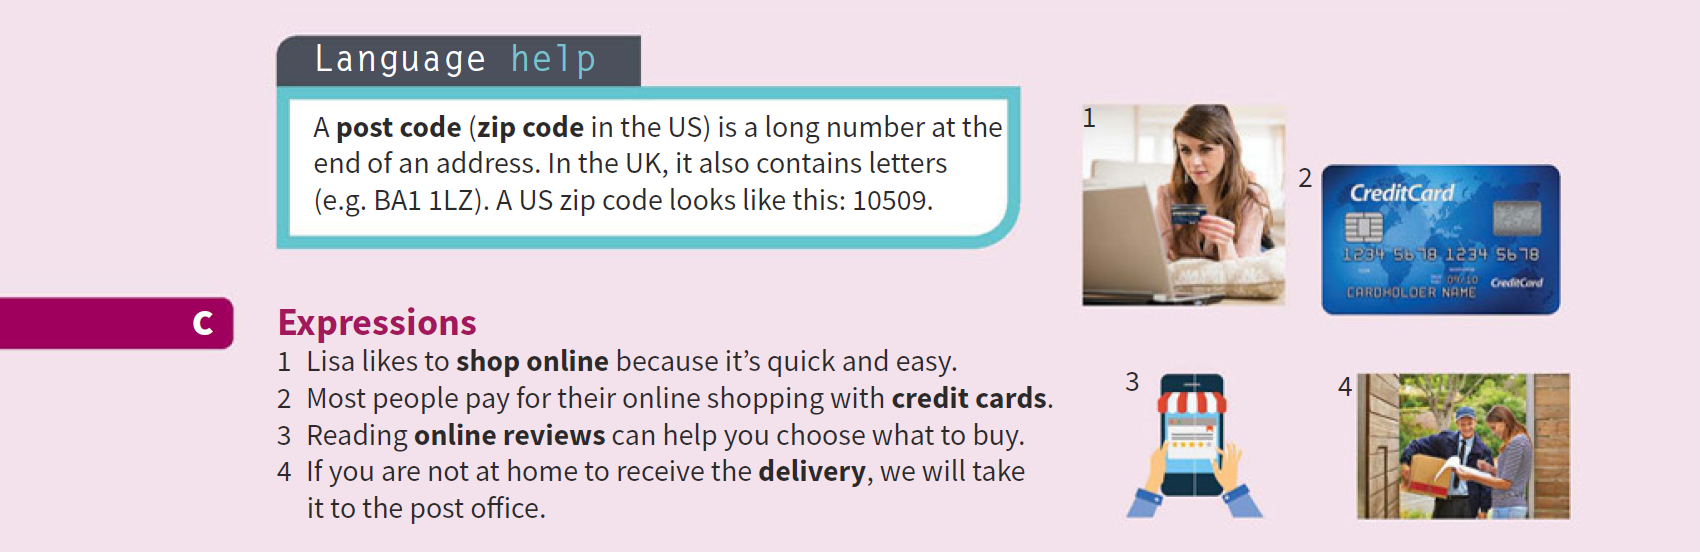 Language help
A post code (zip code in the US) is a long number at the
end of an address. In the UK, it also contains letters
(e.g. BA1 1LZ). A US zip code looks like this: 10509.
C
Expressions
1 Lisa likes to shop online because it’s quick and easy.
2 Most people pay for their online shopping with credit cards.
3 Reading online reviews can help you choose what to buy.
4 If you are not at home to receive the delivery, we will take
it to the post office.
1
2
CreditCard
1234 5678 1234 5678
09/10
CreditCard
CARDHOLDER NAME
3
4